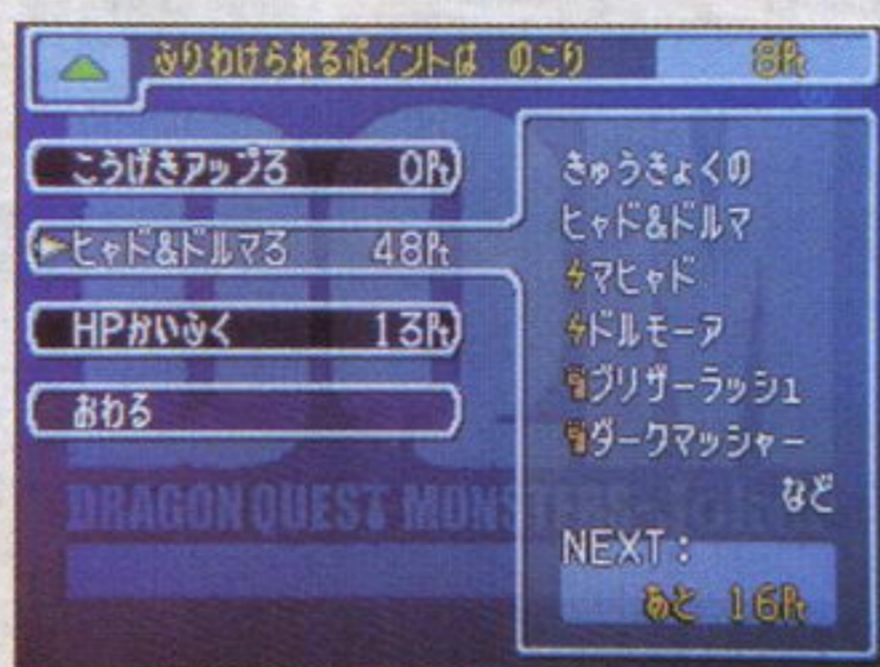 ふりわけられるポイントは のこり 8Pt
こうげきアップ3 0Pt
ヒャド&ドルマ3 48Pt
HPかいふく 13Pt
おわる
きゅうきょくの
ヒャド&ドルマ
マヒャド
ドルモーア
ブリザーラッシュ
ダークマッシャー
など
NEXT:
あと 16Pt
DRAGON QUEST MONSTERS